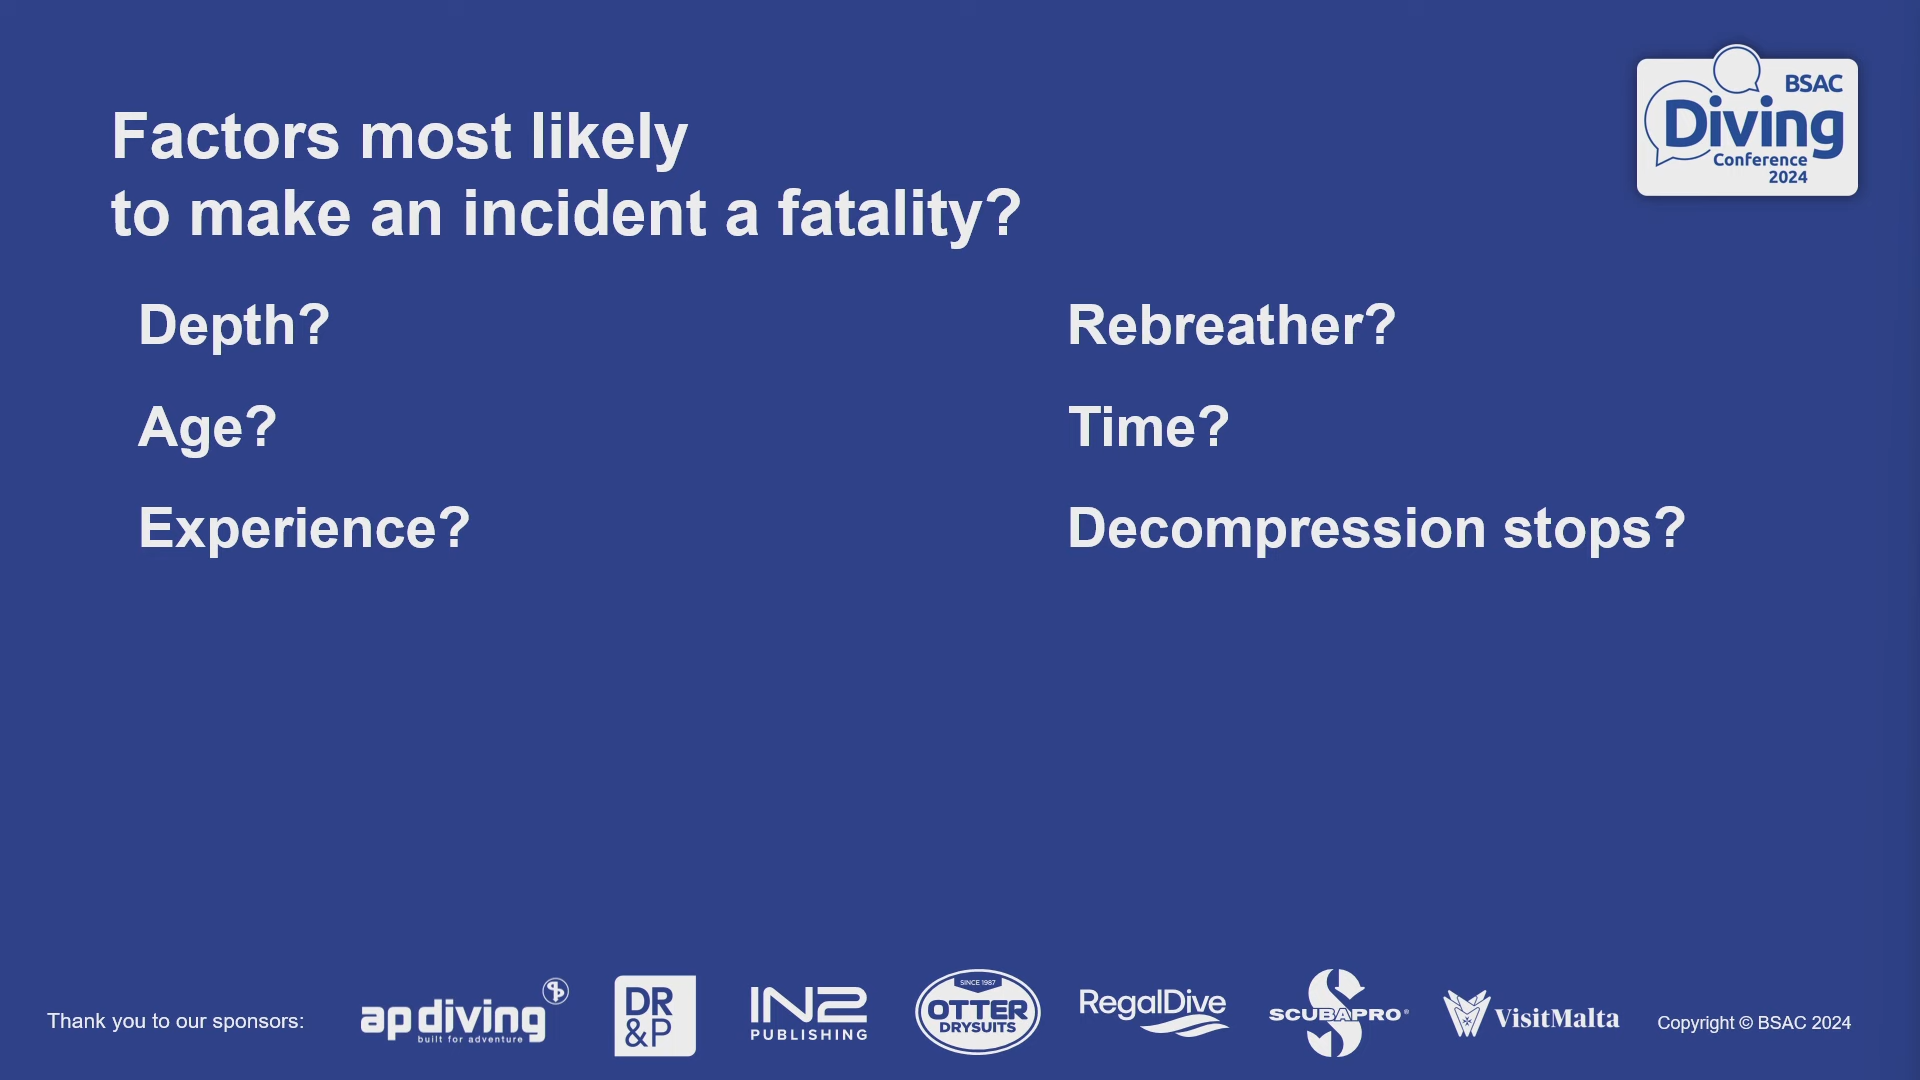 BSAC
Diving
Conference
2024
Factors most likely
to make an incident a fatality?
Depth?
Age?
Experience?
Rebreather?
Time?
Decompression stops?
Thank you to our sponsors:
ap diving
built for adventure
DR
&P
IN2
PUBLISHING
SINCE 1987
OTTER
DRYSUITS
RegalDive
SCUBAPRO®
VisitMalta
Copyright © BSAC 2024